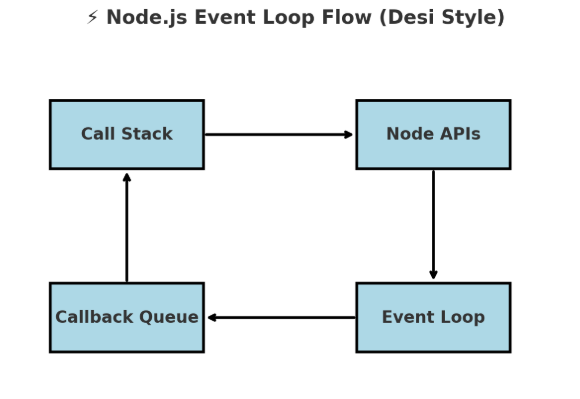 ⚡ Node.js Event Loop Flow (Desi Style)
Call Stack
Node APIs
Callback Queue
Event Loop